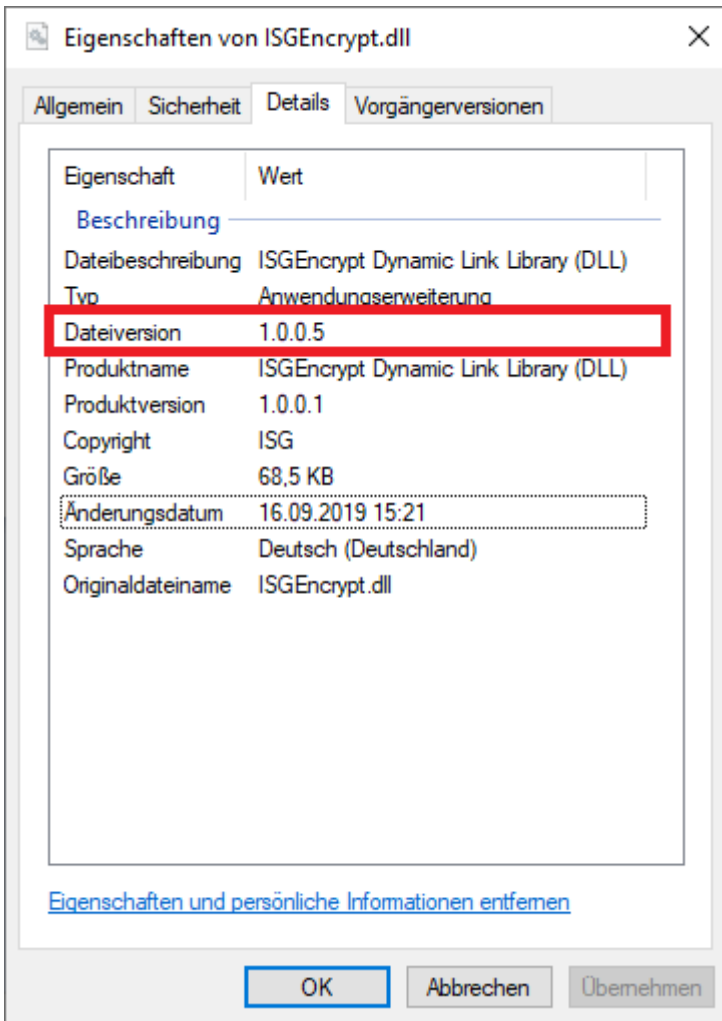 Eigenschaften von ISGEncrypt.dll
Allgemein Sicherheit Details Vorgängerversionen
Eigenschaft Wert
Beschreibung
Dateibeschreibung ISGEncrypt Dynamic Link Library (DLL)
Typ Anwendungserweiterung
Dateiversion 1.0.0.5
Produktname ISGEncrypt Dynamic Link Library (DLL)
Produktversion 1.0.0.1
Copyright ISG
Größe 68,5 KB
Änderungsdatum 16.09.2019 15:21
Sprache Deutsch (Deutschland)
Originaldateiname ISGEncrypt.dll
Eigenschaften und persönliche Informationen entfernen
OK Abbrechen Übernehmen